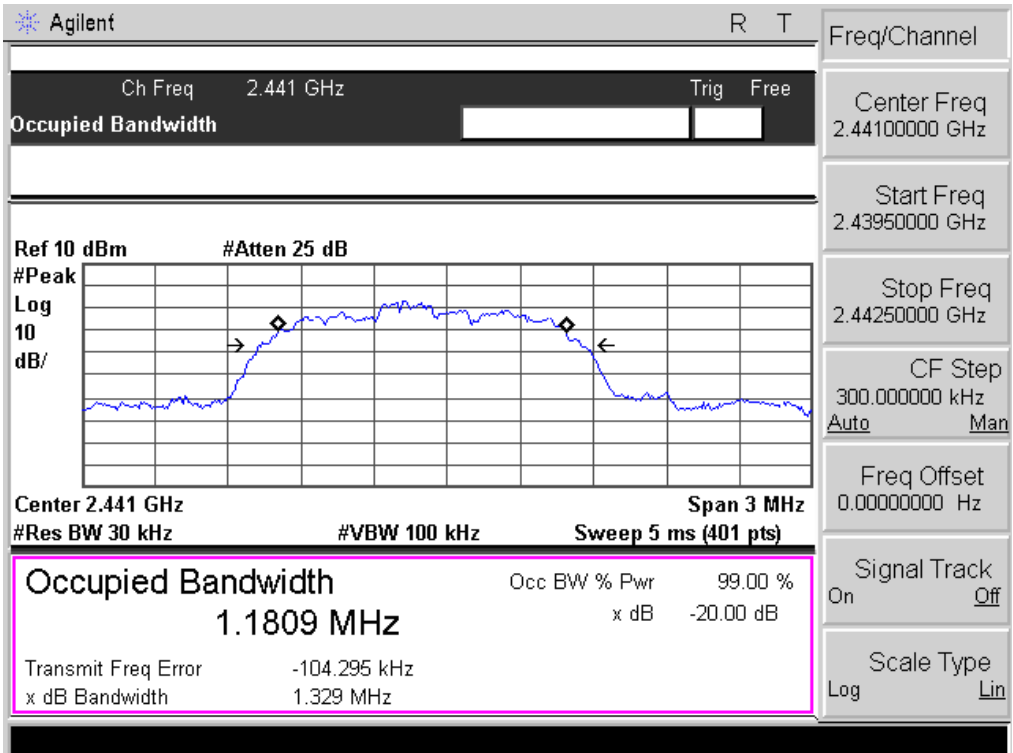 Agilent R T
Ch Freq 2.441 GHz Trig Free
Occupied Bandwidth
Ref 10 dBm #Atten 25 dB
#Peak
Log
10
dB/
Center 2.441 GHz Span 3 MHz
#Res BW 30 kHz #VBW 100 kHz Sweep 5 ms (401 pts)
Occupied Bandwidth
1.1809 MHz
Occ BW % Pwr 99.00 %
x dB -20.00 dB
Transmit Freq Error -104.295 kHz
x dB Bandwidth 1.329 MHz
Freq/Channel
Center Freq
2.44100000 GHz
Start Freq
2.43950000 GHz
Stop Freq
2.44250000 GHz
CF Step
300.000000 kHz
Auto Man
Freq Offset
0.00000000 Hz
Signal Track
On Off
Scale Type
Log Lin